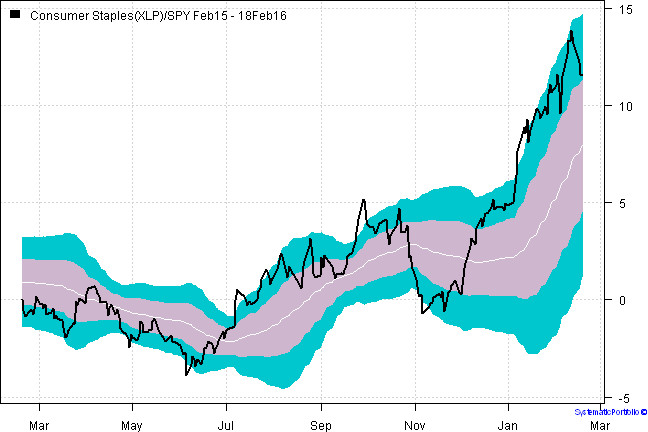 Consumer Staples(XLP)/SPY Feb15 - 18Feb16
15
10
5
0
-5
Mar May Jul Sep Nov Jan Mar
SystematicPortfolio ©